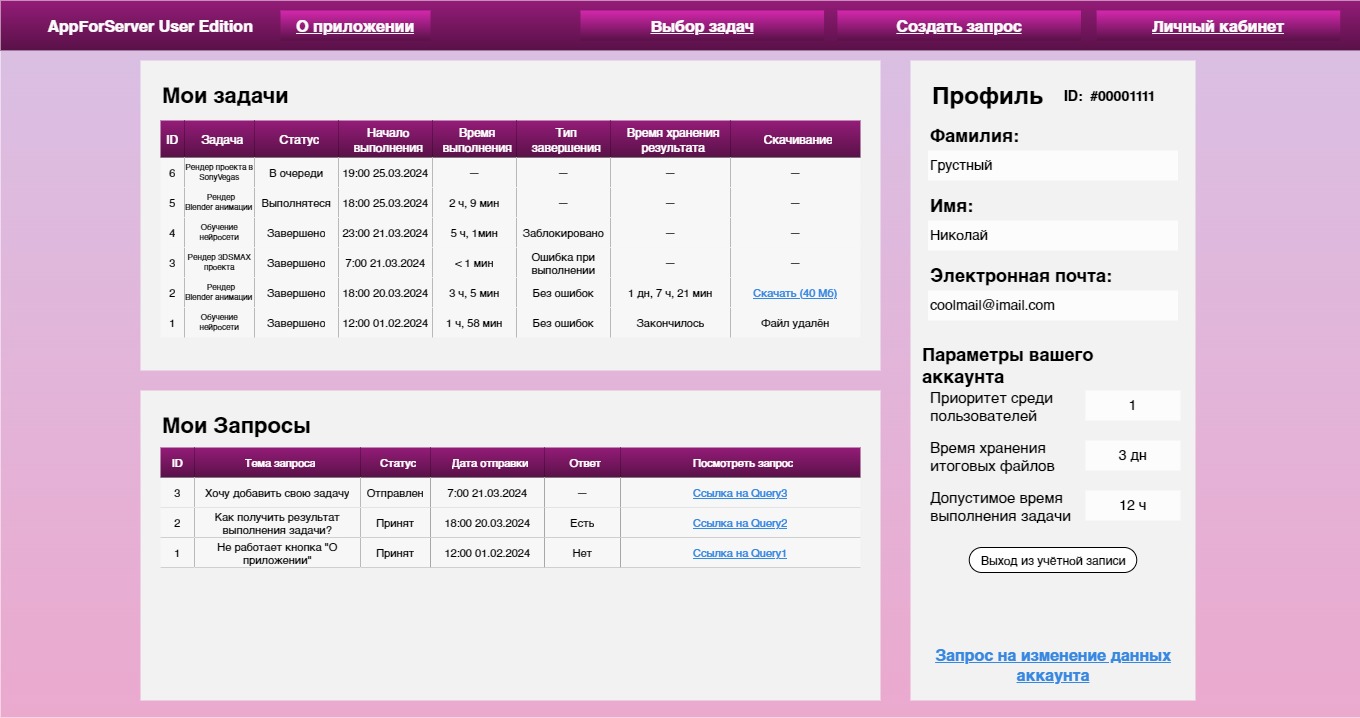 AppForServer User Edition О приложении Выбор задач Создать запрос Личный кабинет
Мои задачи
ID Задача Статус Начало выполнения Время выполнения Тип завершения Время хранения результата Скачивание
6 Рендер проекта в SonyVegas В очереди 19:00 25.03.2024 — — — —
5 Рендер Blender анимации Выполнятеся 18:00 25.03.2024 2 ч, 9 мин — — —
4 Обучение нейросети Завершено 23:00 21.03.2024 5 ч, 1мин Заблокировано — —
3 Рендер 3DSMAX проекта Завершено 7:00 21.03.2024 < 1 мин Ошибка при выполнении — —
2 Рендер Blender анимации Завершено 18:00 20.03.2024 3 ч, 5 мин Без ошибок 1 дн, 7 ч, 21 мин Скачать (40 Мб)
1 Обучение нейросети Завершено 12:00 01.02.2024 1 ч, 58 мин Без ошибок Закончилось Файл удалён
Мои Запросы
ID Тема запроса Статус Дата отправки Ответ Посмотреть запрос
3 Хочу добавить свою задачу Отправлен 7:00 21.03.2024 — Ссылка на Query3
2 Как получить результат выполнения задачи? Принят 18:00 20.03.2024 Есть Ссылка на Query2
1 Не работает кнопка "О приложении" Принят 12:00 01.02.2024 Нет Ссылка на Query1
Профиль ID: #00001111
Фамилия:
Грустный
Имя:
Николай
Электронная почта:
coolmail@imail.com
Параметры вашего
аккаунта
Приоритет среди
пользователей 1
Время хранения
итоговых файлов 3 дн
Допустимое время
выполнения задачи 12 ч
Выход из учётной записи
Запрос на изменение данных
аккаунта